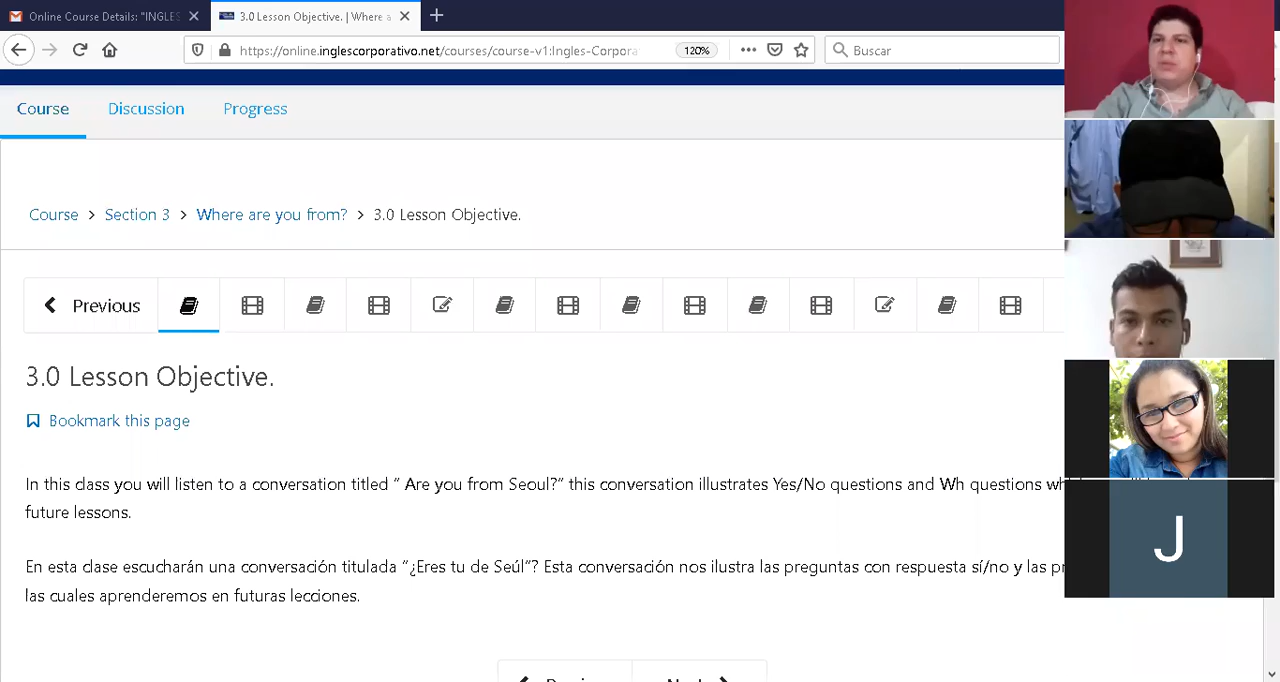 Online Course Details: "INGLES
3.0 Lesson Objective. | Where a
https://online.inglescorporativo.net/courses/course-v1:Ingles-Corpora
120%
Buscar
Course Discussion Progress
Course > Section 3 > Where are you from? > 3.0 Lesson Objective.
Previous
3.0 Lesson Objective.
Bookmark this page
In this class you will listen to a conversation titled " Are you from Seoul?" this conversation illustrates Yes/No questions and Wh questions
future lessons.
En esta clase escucharán una conversación titulada "¿Eres tu de Seúl"? Esta conversación nos ilustra las preguntas con respuesta sí/no y las
las cuales aprenderemos en futuras lecciones.
J